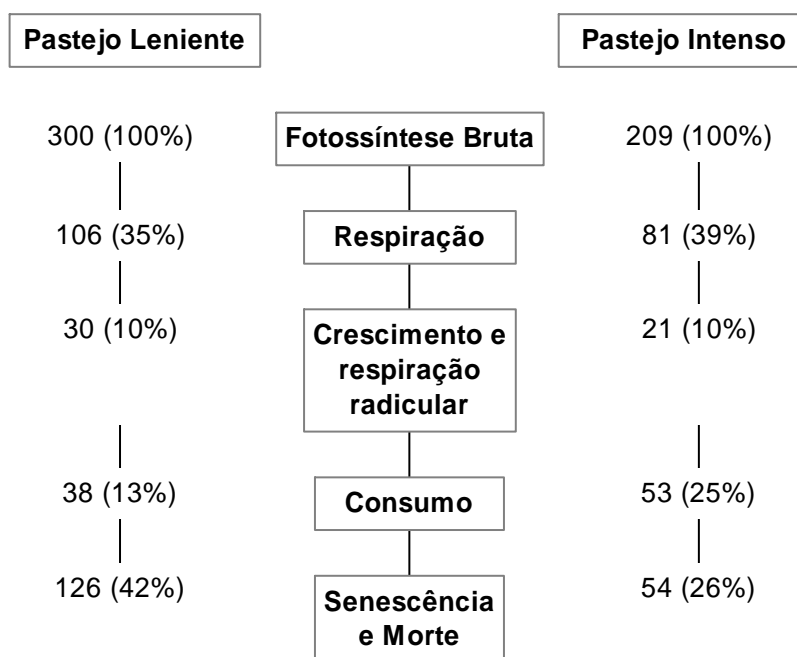 Pastejo Leniente
Pastejo Intenso
300 (100%)
Fotossíntese Bruta
209 (100%)
106 (35%)
Respiração
81 (39%)
30 (10%)
Crescimento e
respiração
radicular
21 (10%)
38 (13%)
Consumo
53 (25%)
126 (42%)
Senescência
e Morte
54 (26%)